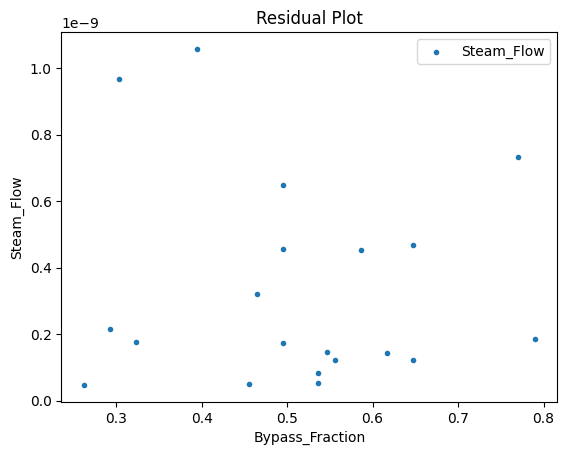 Residual Plot
1e−9
Steam_Flow
1.0
0.8
0.6
0.4
0.2
0.0
Steam_Flow
0.3 0.4 0.5 0.6 0.7 0.8
Bypass_Fraction